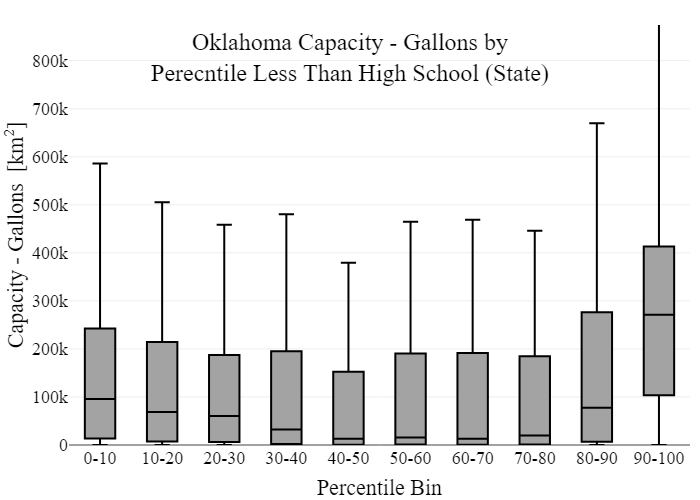 Oklahoma Capacity - Gallons by
Perecntile Less Than High School (State)
Capacity - Gallons [km²]
800k
700k
600k
500k
400k
300k
200k
100k
0
0-10 10-20 20-30 30-40 40-50 50-60 60-70 70-80 80-90 90-100
Percentile Bin